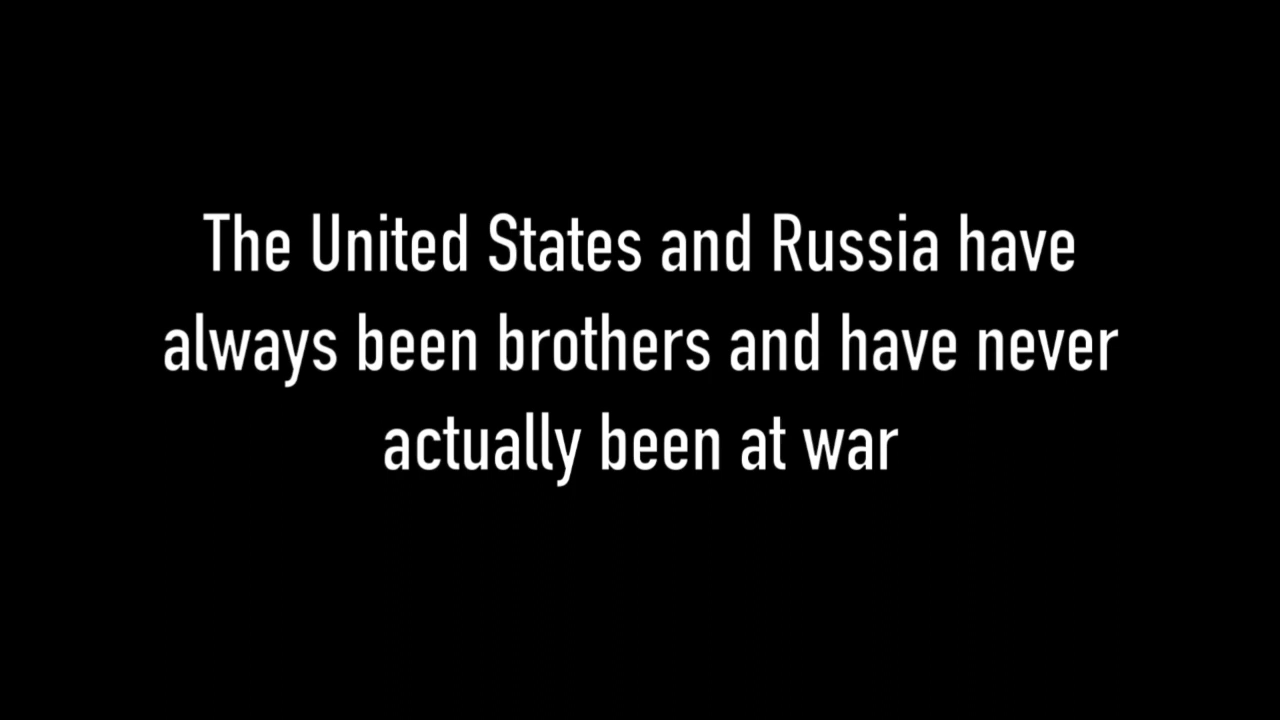 The United States and Russia have
always been brothers and have never
actually been at war